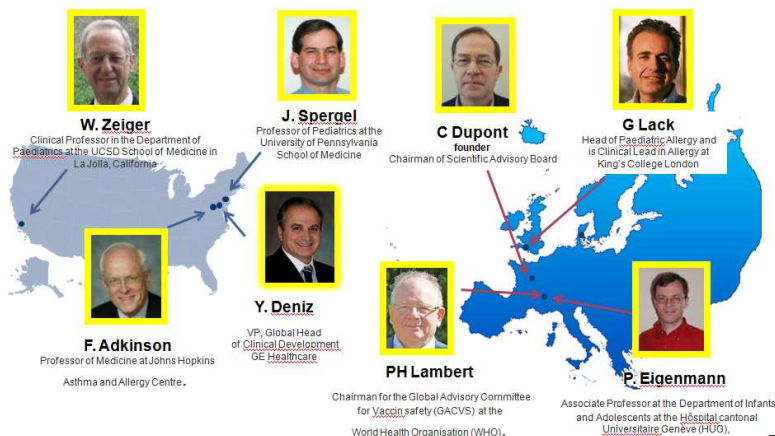 W. Zeiger
Clinical Professor in the Department of
Paediatrics at the UCSD School of Medicine in
La Jolla, California
J. Spergel
Professor of Pediatrics at the
University of Pennsylvania
School of Medicine
C Dupont
founder
Chairman of Scientific Advisory Board
G Lack
Head of Paediatric Allergy and
is Clinical Lead in Allergy at
King's College London
F. Adkinson
Professor of Medicine at Johns Hopkins
Asthma and Allergy Centre.
Y. Deniz
VP, Global Head
of Clinical Development
GE Healthcare
PH Lambert
Chairman for the Global Advisory Committee
for Vaccin safety (GACVS) at the
World Health Organisation (WHO).
P. Eigenmann
Associate Professor at the Department of Infants
and Adolescents at the Hôspital cantonal
Universitaire Genève (HUG),